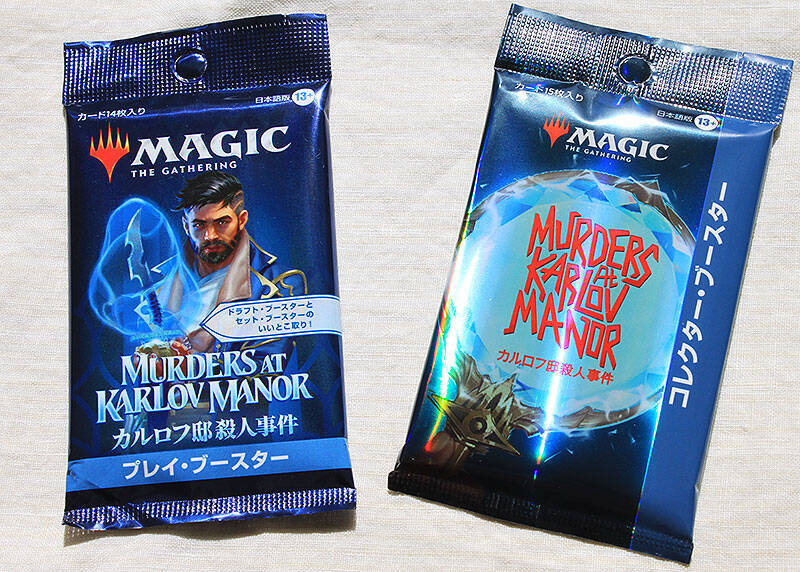 カード14枚入り
日本語版 13+
MAGIC
THE GATHERING
ドラフト・ブースターと
セット・ブースターの
いいとこ取り!
MURDERS AT
KARLOV MANOR
カルロフ邸殺人事件
プレイ・ブースター
カード15枚入り
日本語版 13+
MAGIC
THE GATHERING
MURDERS
AT
KARLOV
MANOR
カルロフ邸殺人事件
コレクター・ブースター